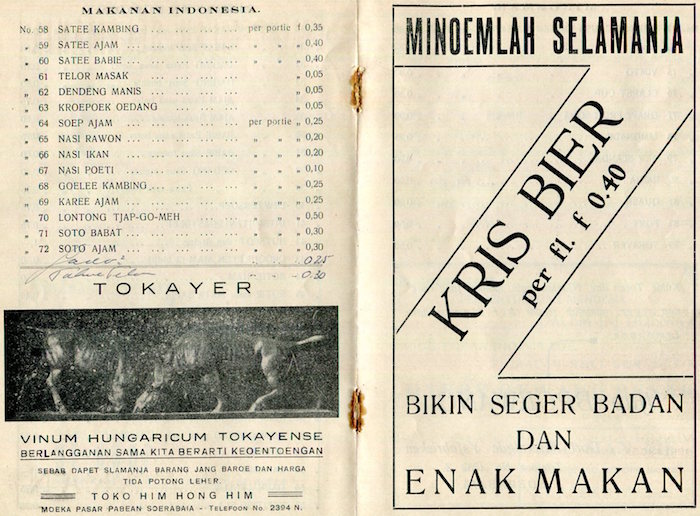 MAKANAN INDONESIA.
No. 58 SATEE KAMBING ... ... ... ... per portie f 0,35
„ 59 SATEE AJAM ... ... ... ... „ „ „ 0,40
„ 60 SATEE BABIE ... ... ... ... „ „ „ 0,40
„ 61 TELOR MASAK ... ... ... ... „ 0,05
„ 62 DENDENG MANIS ... ... ... ... „ 0,05
„ 63 KROEPOEK OEDANG ... ... ... „ 0,05
„ 64 SOEP AJAM ... ... ... ... per portie „ 0,25
„ 65 NASI RAWON ... ... ... ... „ „ „ 0,20
„ 66 NASI IKAN ... ... ... ... „ „ „ 0,20
„ 67 NASI POETI ... ... ... ... „ „ „ 0,10
„ 68 GOELEE KAMBING ... ... ... „ „ „ 0,25
„ 69 KAREE AJAM ... ... ... ... „ „ „ 0,25
„ 70 LONTONG TJAP-GO-MEH ... ... „ „ „ 0,50
„ 71 SOTO BABAT ... ... ... ... „ „ „ 0,30
„ 72 SOTO AJAM ... ... ... ... „ „ „ 0,30
0.25
0.30
TOKAYER
VINUM HUNGARICUM TOKAYENSE
BERLANGGANAN SAMA KITA BERARTI KEOENTOENGAN
SEBAB DAPET SLAMANJA BARANG JANG BAROE DAN HARGA
TIDA POTONG LEHER.
TOKO HIM HONG HIM
MOEKA PASAR PABEAN SOERABAIA - TELEFOON No. 2394 N.
MINOEMLAH SELAMANJA
KRIS BIER
per fl. f 0.40
BIKIN SEGER BADAN
DAN
ENAK MAKAN